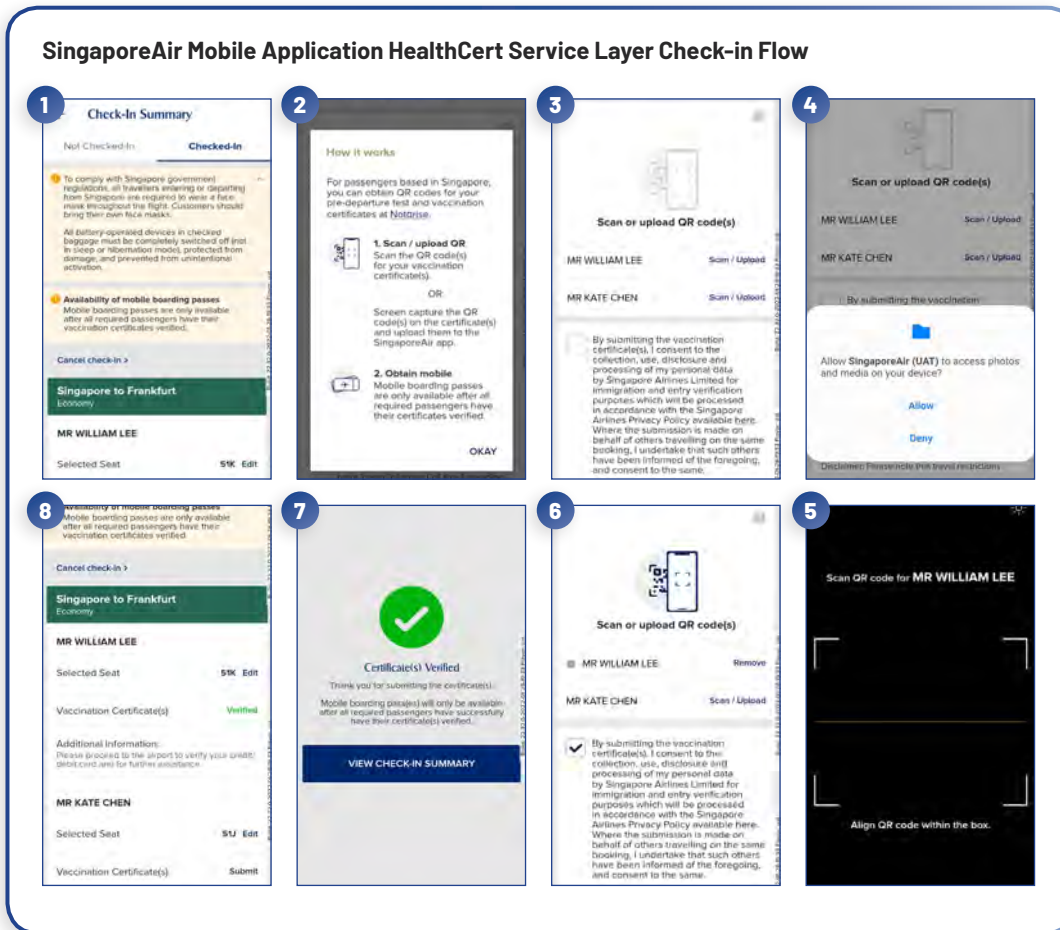 SingaporeAir Mobile Application HealthCert Service Layer Check-in Flow
1
Check-In Summary
Not Checked-In Checked-In
To comply with Singapore government
regulations, all travellers entering or departing
from Singapore are required to wear a face
mask throughout the flight. Customers should
bring their own face masks.
All battery-operated devices in checked
baggage must be completely switched off (not
in sleep or hibernation mode), protected from
damage, and prevented from unintentional
activation.
Availability of mobile boarding passes
Mobile boarding passes are only available
after all required passengers have their
vaccination certificates verified.
Cancel check-in >
Singapore to Frankfurt
Economy
MR WILLIAM LEE
Selected Seat 51K Edit
2
How it works
For passengers based in Singapore,
you can obtain QR codes for your
pre-departure test and vaccination
certificates at Notarise.
1. Scan / upload QR
Scan the QR code(s)
for your vaccination
certificate(s).
OR
Screen capture the QR
code(s) on the certificate(s)
and upload them to the
SingaporeAir app.
2. Obtain mobile
Mobile boarding passes
are only available after all
required passengers have
their certificates verified.
OKAY
3
Scan or upload QR code(s)
MR WILLIAM LEE Scan / Upload
MR KATE CHEN Scan / Upload
By submitting the vaccination
certificate(s), I consent to the
collection, use, disclosure and
processing of my personal data
by Singapore Airlines Limited for
immigration and entry verification
purposes which will be processed
in accordance with the Singapore
Airlines Privacy Policy available here.
Where the submission is made on
behalf of others travelling on the same
booking, I undertake that such others
have been informed of the foregoing,
and consent to the same.
4
Scan or upload QR code(s)
MR WILLIAM LEE Scan / Upload
MR KATE CHEN Scan / Upload
By submitting the vaccination
Allow SingaporeAir (UAT) to access photos
and media on your device?
Allow
Deny
Disclaimer: Please note that travel restrictions
8
Availability of mobile boarding passes
Mobile boarding passes are only available
after all required passengers have their
vaccination certificates verified
Cancel check-in >
Singapore to Frankfurt
Economy
MR WILLIAM LEE
Selected Seat 51K Edit
Vaccination Certificate(s) Verified
Additional Information:
Please proceed to the airport to verify your credit/
debit card and for further assistance.
MR KATE CHEN
Selected Seat 51J Edit
Vaccination Certificate(s) Submit
7
Certificate(s) Verified
Thank you for submitting the certificate(s).
Mobile boarding pass(es) will only be available
after all required passengers have successfully
have their certificate(s) verified.
VIEW CHECK-IN SUMMARY
6
Scan or upload QR code(s)
MR WILLIAM LEE Remove
MR KATE CHEN Scan / Upload
By submitting the vaccination
certificate(s), I consent to the
collection, use, disclosure and
processing of my personal data
by Singapore Airlines Limited for
immigration and entry verification
purposes which will be processed
in accordance with the Singapore
Airlines Privacy Policy available here.
Where the submission is made on
behalf of others travelling on the same
booking, I undertake that such others
have been informed of the foregoing,
and consent to the same.
5
Scan QR code for MR WILLIAM LEE
Align QR code within the box.